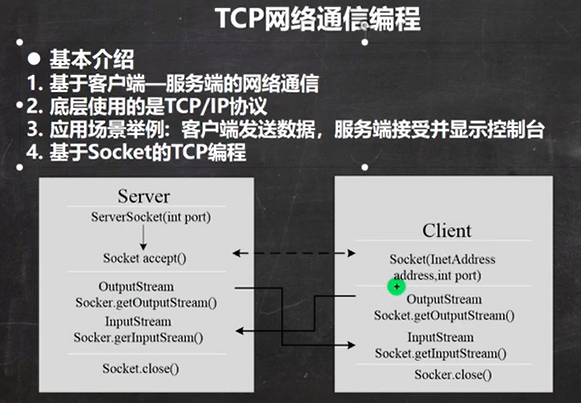 TCP网络通信编程
● 基本介绍
1. 基于客户端—服务端的网络通信
2. 底层使用的是TCP/IP协议
3. 应用场景举例：客户端发送数据，服务端接受并显示控制台
4. 基于Socket的TCP编程
Server
ServerSocket(int port)
Socket accept()
OutputStream
Socker.getOutputStream()
InputStream
Socker.gerInputSream()
Socket.close()
Client
Socket(InetAddress
address,int port)
OutputStream
Socket.getOutputStream()
InputStream
Socket.getInputStream()
Socker.close()